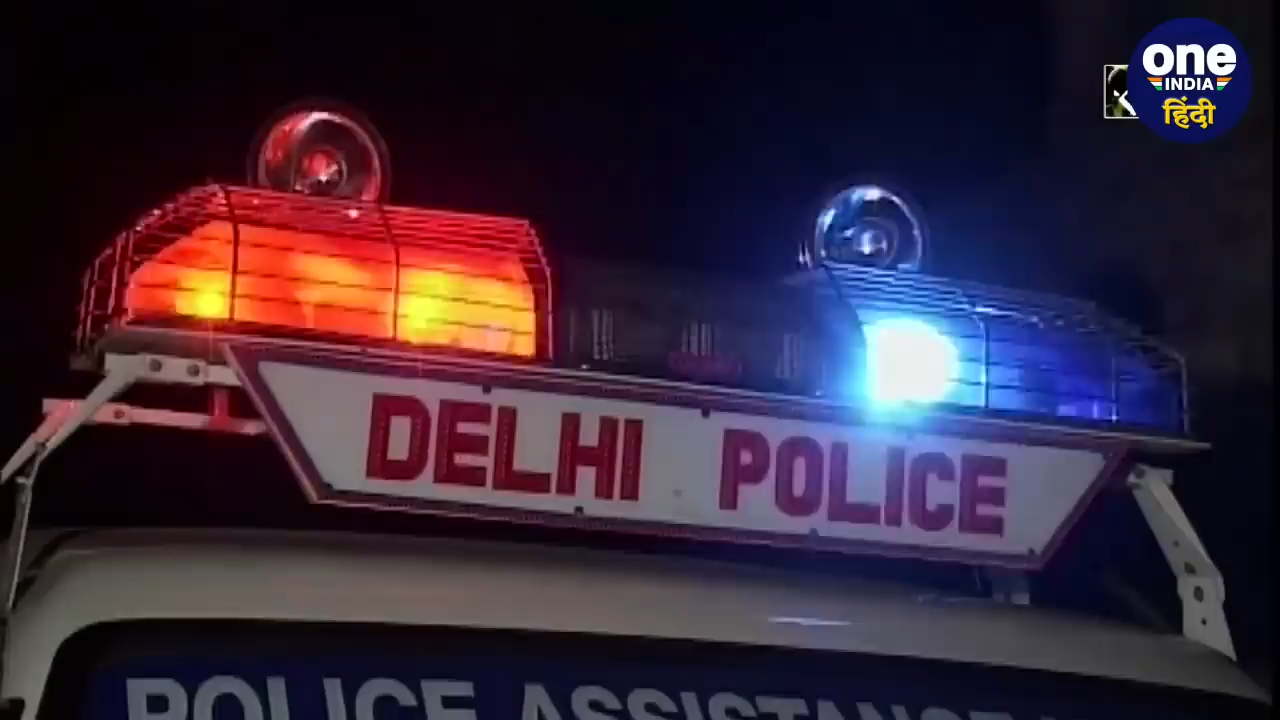 one
INDIA
हिंदी
DELHI POLICE
POLICE ASSISTANCE